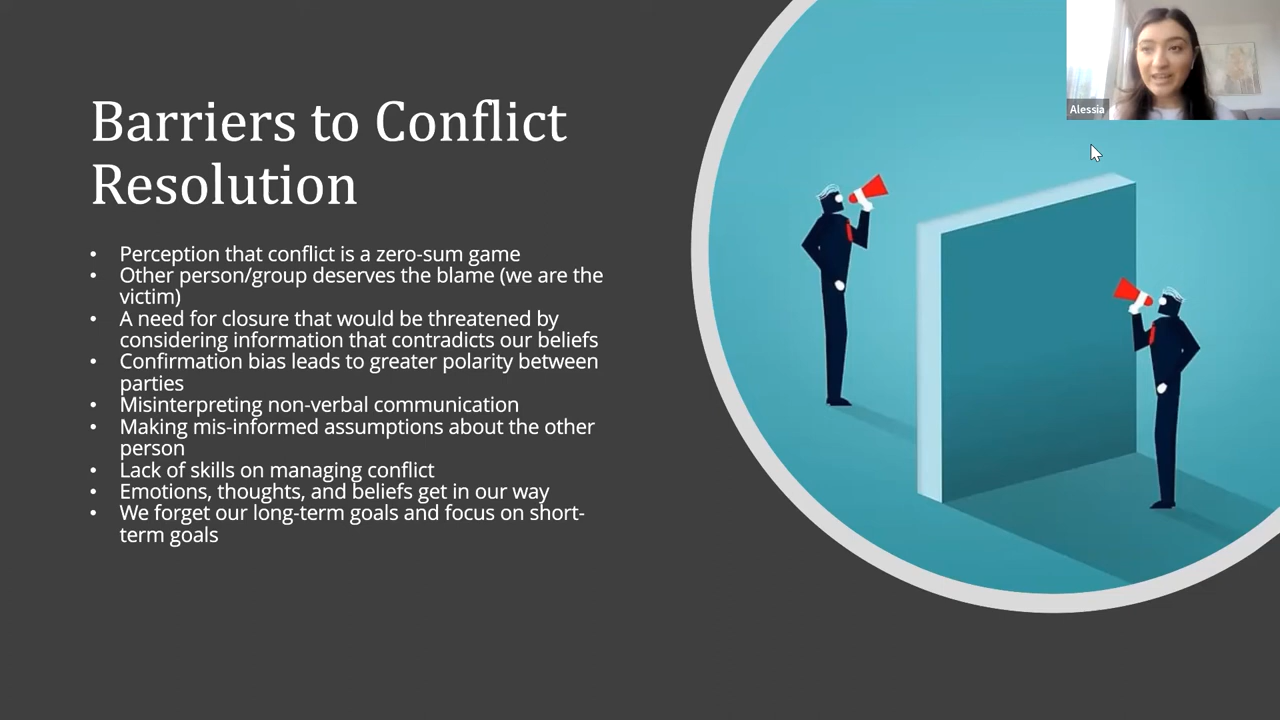 Barriers to Conflict
Resolution
• Perception that conflict is a zero-sum game
• Other person/group deserves the blame (we are the
victim)
• A need for closure that would be threatened by
considering information that contradicts our beliefs
• Confirmation bias leads to greater polarity between
parties
• Misinterpreting non-verbal communication
• Making mis-informed assumptions about the other
person
• Lack of skills on managing conflict
• Emotions, thoughts, and beliefs get in our way
• We forget our long-term goals and focus on short-
term goals
Alessia